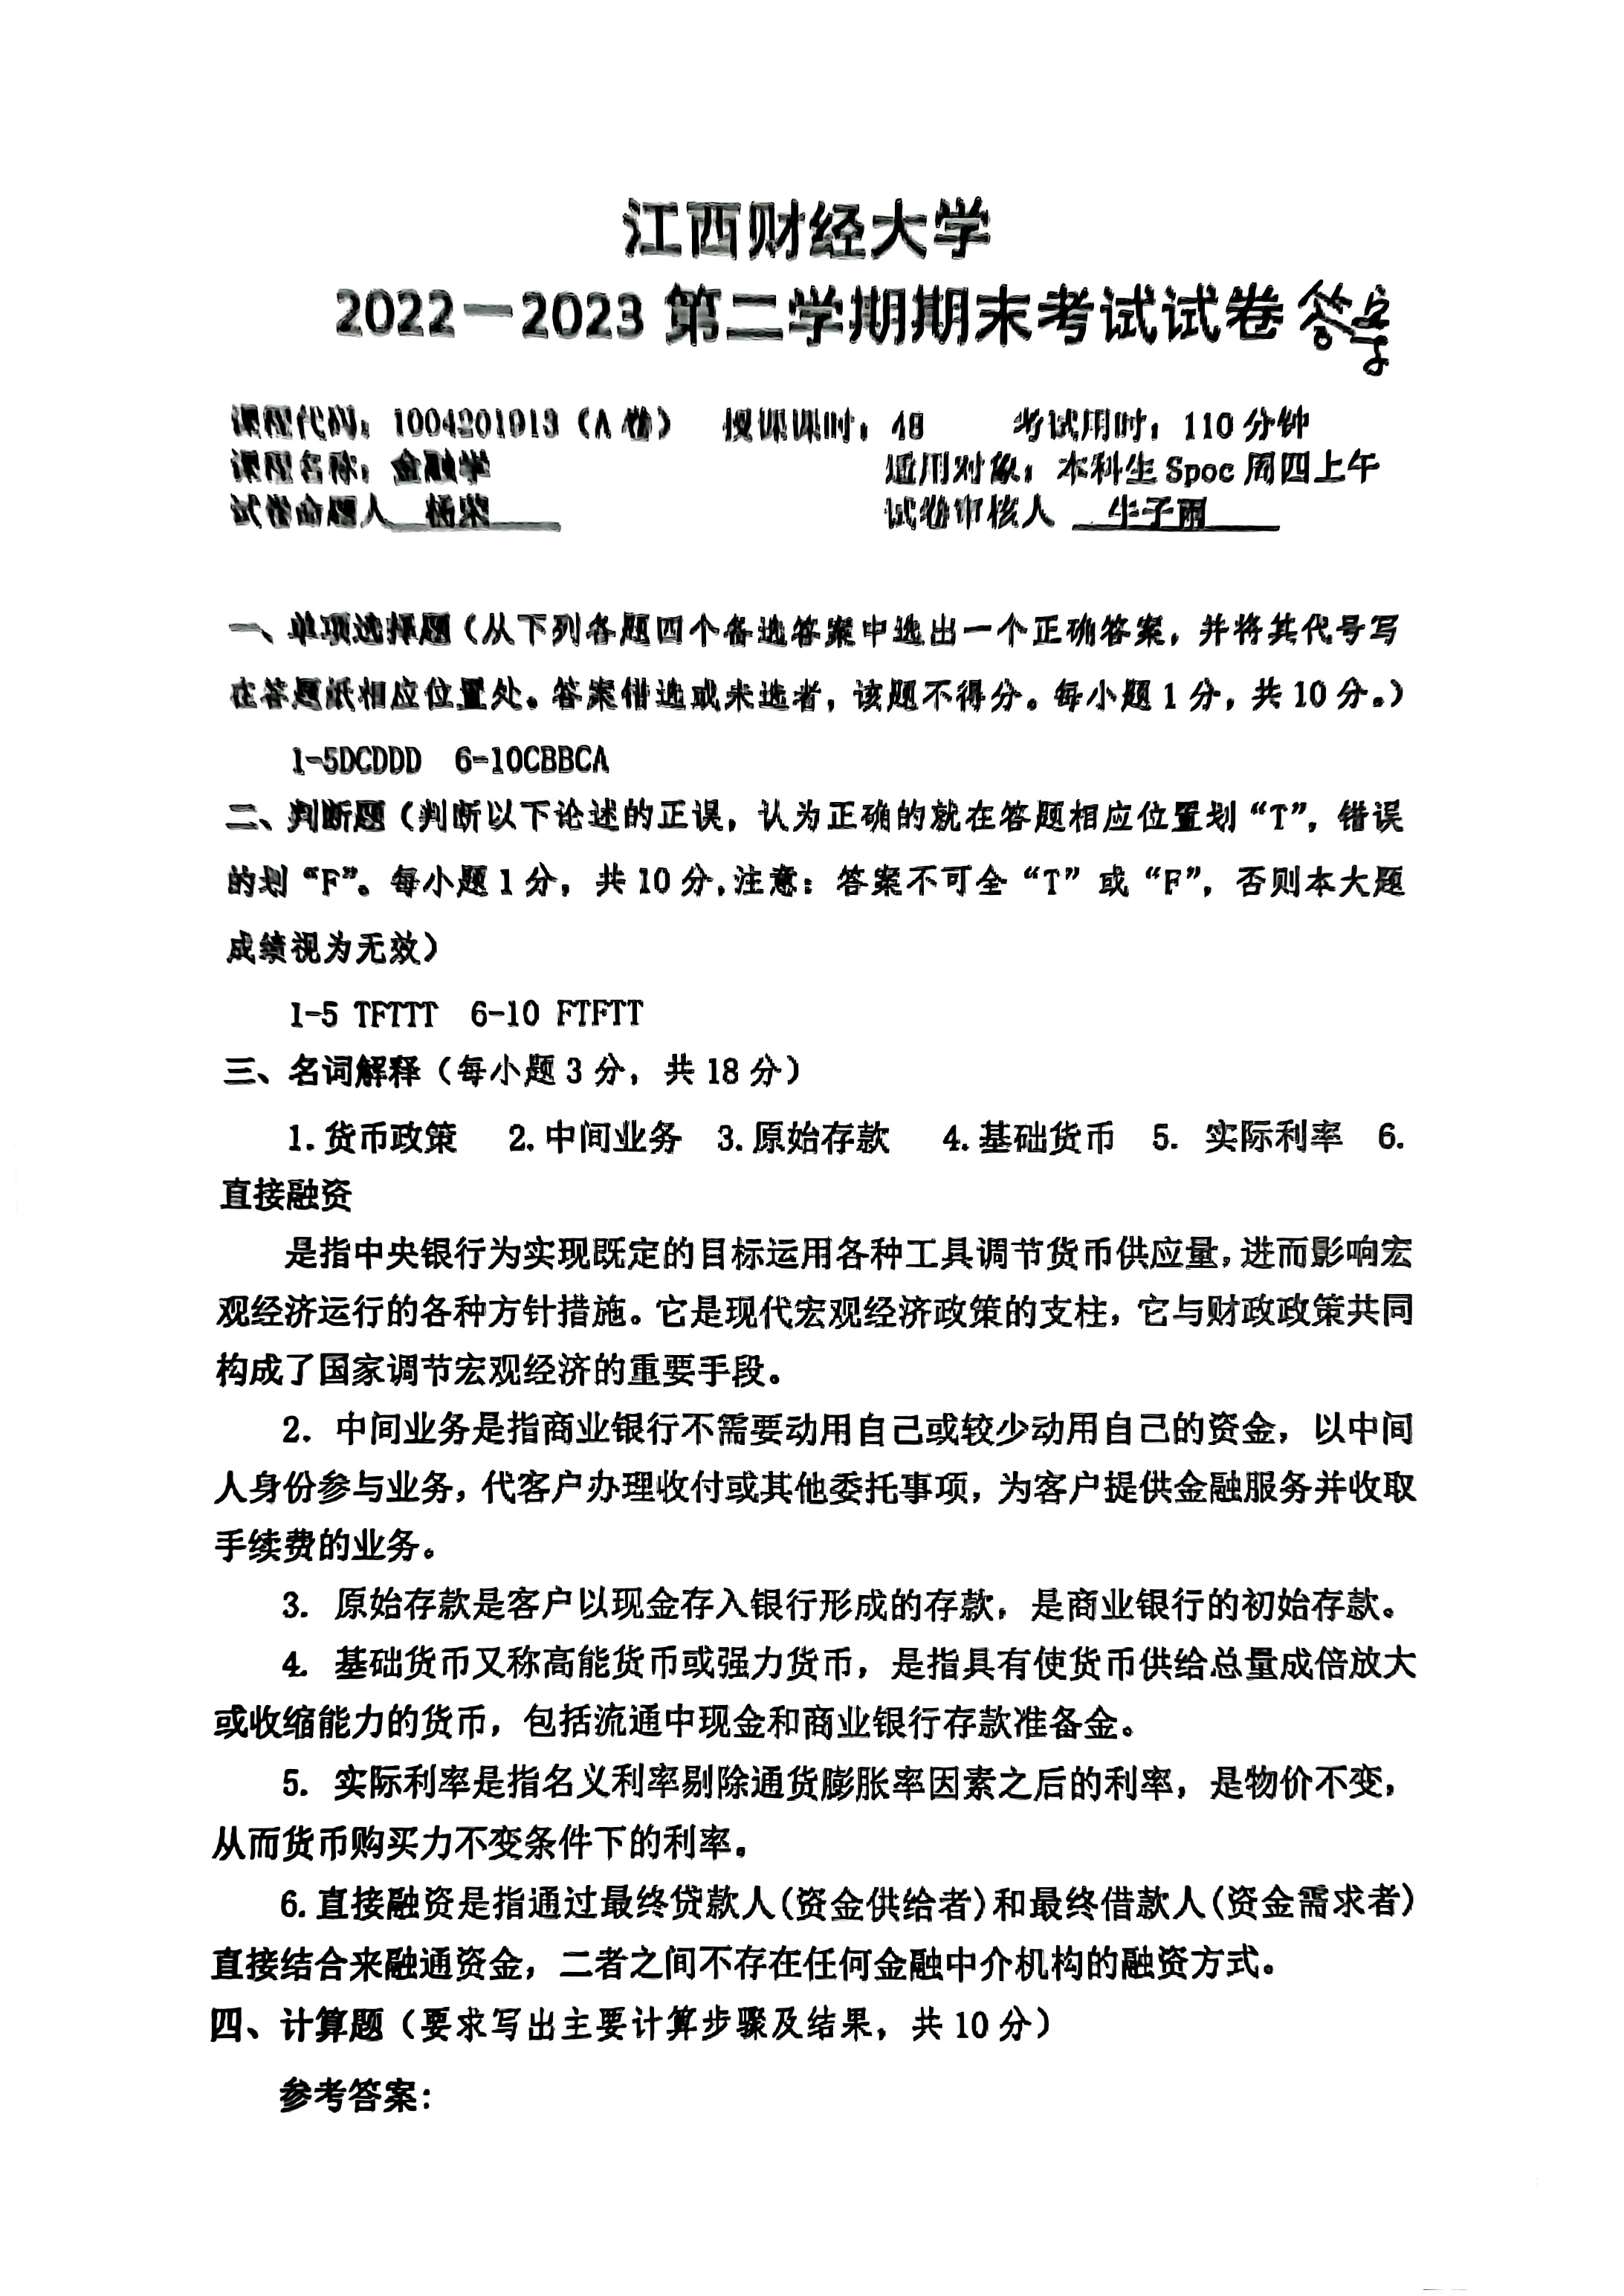 江西财经大学
2022－2023 第二学期期末考试试卷 答案
课程代码：1004201013（A 卷） 授课课时：48 考试用时：110 分钟
课程名称：金融学 适用对象：本科生 Spoc 周四上午
试卷命题人 杨荣 试卷审核人 牛子雨
一、单项选择题（从下列各题四个备选答案中选出一个正确答案，并将其代号写
在答题纸相应位置处。答案错选或未选者，该题不得分。每小题 1 分，共 10 分。）
1-5DCDDD 6-10CBBCA
二、判断题（判断以下论述的正误，认为正确的就在答题相应位置划“T”，错误
的划“F”。每小题 1 分，共 10 分,注意：答案不可全“T”或“F”，否则本大题
成绩视为无效）
1-5 TFTTT 6-10 FTFTT
三、名词解释（每小题 3 分，共 18 分）
1. 货币政策 2. 中间业务 3. 原始存款 4. 基础货币 5. 实际利率 6.
直接融资
是指中央银行为实现既定的目标运用各种工具调节货币供应量，进而影响宏
观经济运行的各种方针措施。它是现代宏观经济政策的支柱，它与财政政策共同
构成了国家调节宏观经济的重要手段。
2. 中间业务是指商业银行不需要动用自己或较少动用自己的资金，以中间
人身份参与业务，代客户办理收付或其他委托事项，为客户提供金融服务并收取
手续费的业务。
3. 原始存款是客户以现金存入银行形成的存款，是商业银行的初始存款。
4. 基础货币又称高能货币或强力货币，是指具有使货币供给总量成倍放大
或收缩能力的货币，包括流通中现金和商业银行存款准备金。
5. 实际利率是指名义利率剔除通货膨胀率因素之后的利率，是物价不变，
从而货币购买力不变条件下的利率。
6. 直接融资是指通过最终贷款人(资金供给者)和最终借款人(资金需求者)
直接结合来融通资金，二者之间不存在任何金融中介机构的融资方式。
四、计算题（要求写出主要计算步骤及结果，共 10 分）
参考答案：